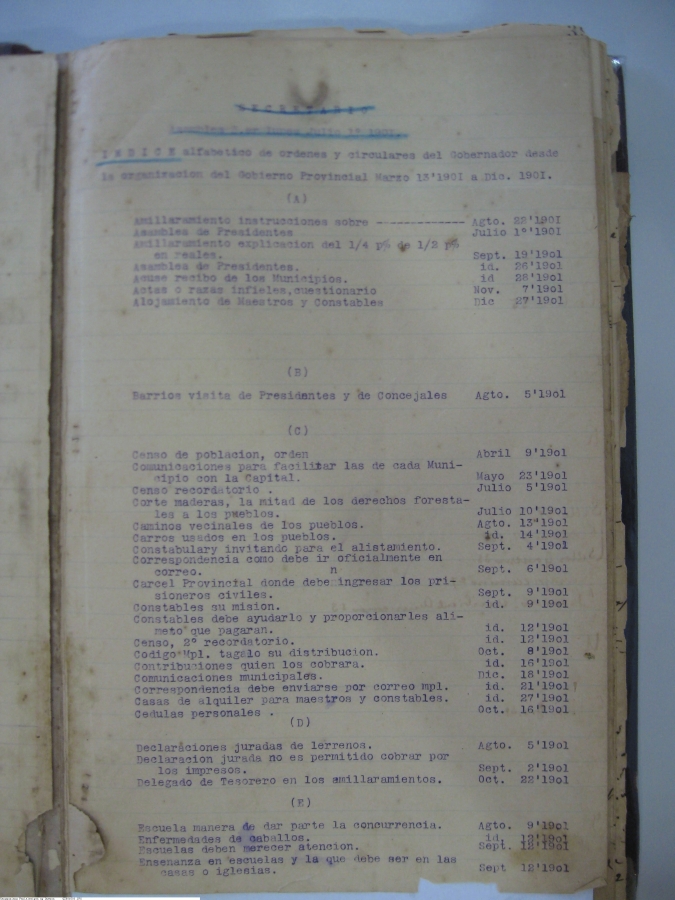 SECRETARIO
INDICE alfabetico de ordenes y circulares del Gobernador desde
la organizacion del Gobierno Provincial Marzo 13'1901 a Dic. 1901.
(A)
Amillaramiento instrucciones sobre -------------- Agto. 22'1901
Asamblea de Presidentes Julio 1º'1901
Amillaramiento explicacion del 1/4 p% de 1/2 p%
en reales. Sept. 19'19o1
Asamblea de Presidentes. id. 26'19o1
Acuse recibo de los Municipios. id 28'19o1
Actas o razas infieles,cuestionario Nov. 7'19o1
Alojamiento de Maestros y Constables Dic 27'19o1
(B)
Barrios visita de Presidentes y de Concejales Agto. 5'19o1
(C)
Censo de poblacion, orden Abril 9'19o1
Comunicaciones para facilitar las de cada Muni-
cipio con la Capital. Mayo 23'19o1
Censo recordatorio . Julio 5'19o1
Corte maderas, la mitad de los derechos foresta-
les a los pueblos. Julio 10'19o1
Caminos vecinales de los pueblos. Agto. 13'19o1
Carros usados en los pueblos. id. 14'19o1
Constabulary invitando para el alistamiento. Sept. 4'19o1
Correspondencia como debe ir oficialmente en
correo. n Sept. 6'19o1
Carcel Provincial donde debe ingresar los pri-
sioneros civiles. Sept. 9'19o1
Constables su mision. id. 9'19o1
Constables debe ayudarlo y proporcionarles ali-
meto que pagaran. id. 12'19o1
Censo, 2º recordatorio. id. 12'19o1
Codigo Mpl. tagalo su distribucion. Oct. 8'19o1
Contribuciones quien los cobrara. id. 16'19o1
Comunicaciones municipales. Dic. 18'19o1
Correspondencia debe enviarse por correo mpl. id. 21'19o1
Casas de alquiler para maestros y constables. id. 27'19o1
Cedulas personales . Oct. 16'19o1
(D)
Declaraciones juradas de terrenos. Agto. 5'19o1
Declaracion jurada no es permitido cobrar por
los impresos. Sept. 2'19o1
Delegado de Tesorero en los amillaramientos. Oct. 22'19o1
(E)
Escuela manera de dar parte la concurrencia. Agto. 9'19o1
Enfermedades de caballos. id. 12'19o1
Escuelas deben merecer atencion. Sept. 12'19o1
Ensenanza en escuelas y la que debe ser en las
casas o iglesias. Sept 12'19o1